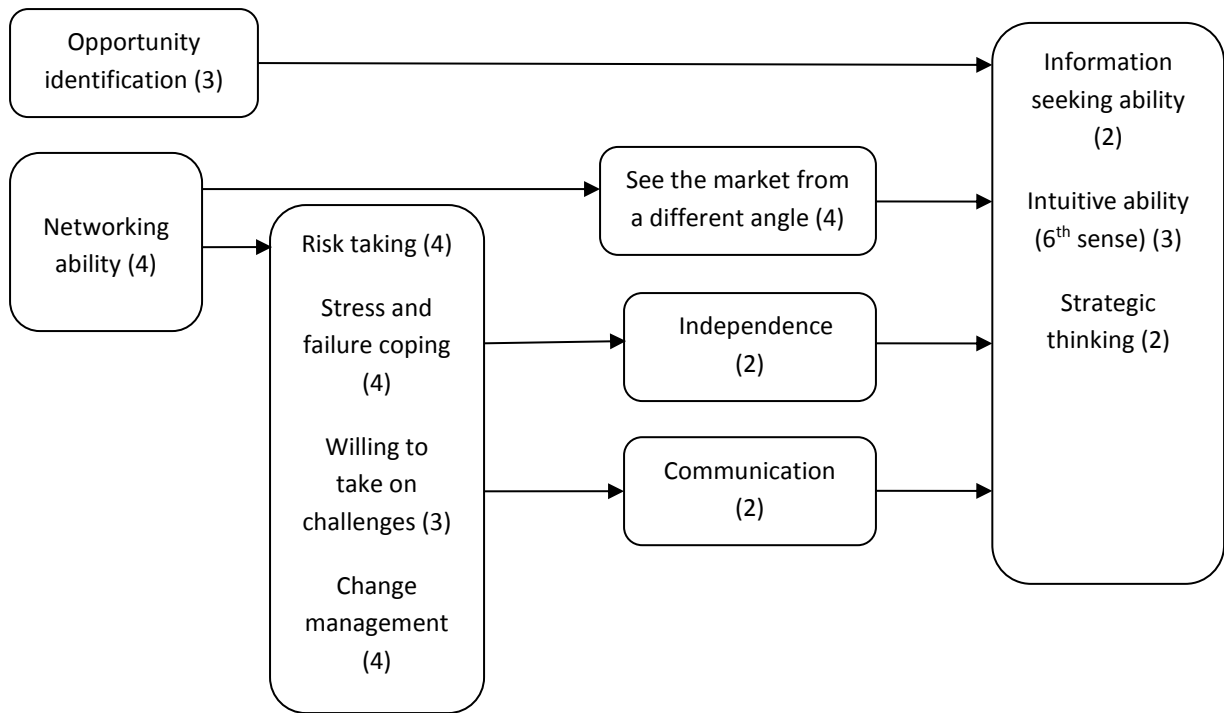 Opportunity
identification (3)
Networking
ability (4)
Risk taking (4)
Stress and
failure coping
(4)
Willing to
take on
challenges (3)
Change
management
(4)
See the market from
a different angle (4)
Independence
(2)
Communication
(2)
Information
seeking ability
(2)
Intuitive ability
(6th sense) (3)
Strategic
thinking (2)